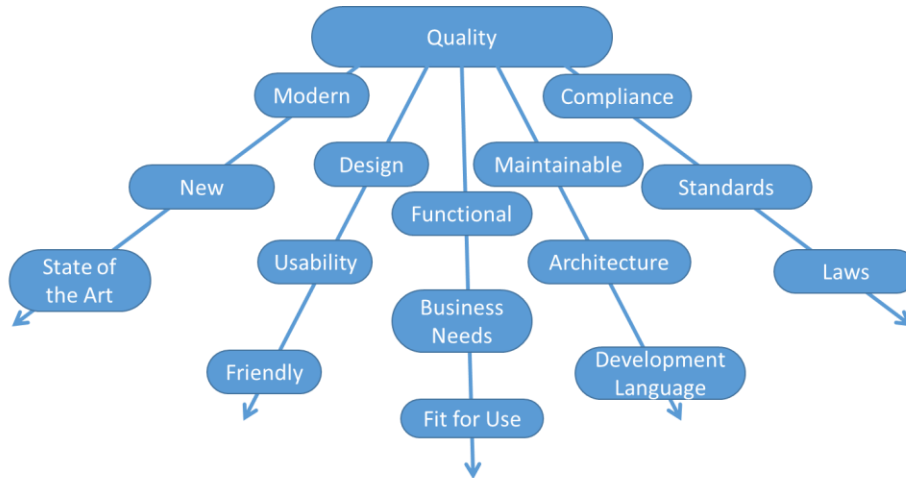 Quality
Modern
Compliance
Design
Maintainable
New
Standards
Functional
State of
the Art
Usability
Architecture
Laws
Business
Needs
Friendly
Development
Language
Fit for Use